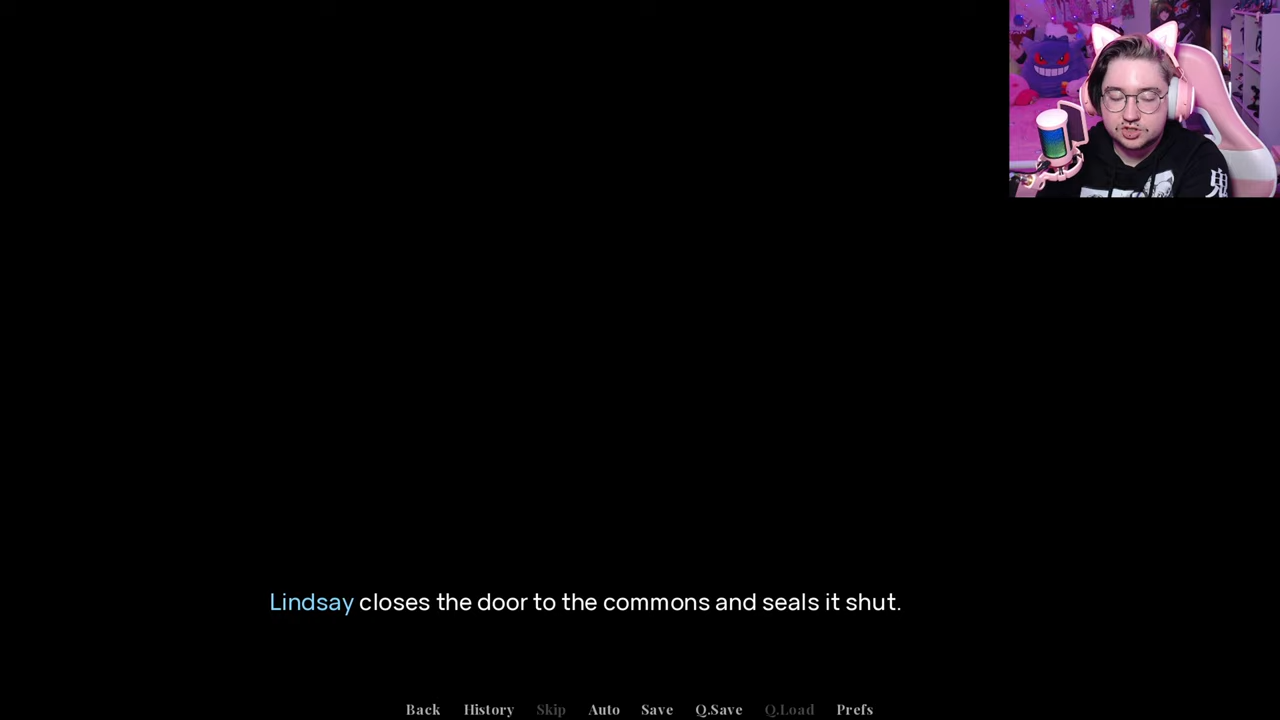 鬼
Lindsay closes the door to the commons and seals it shut.
Back History Skip Auto Save Q.Save Q.Load Prefs